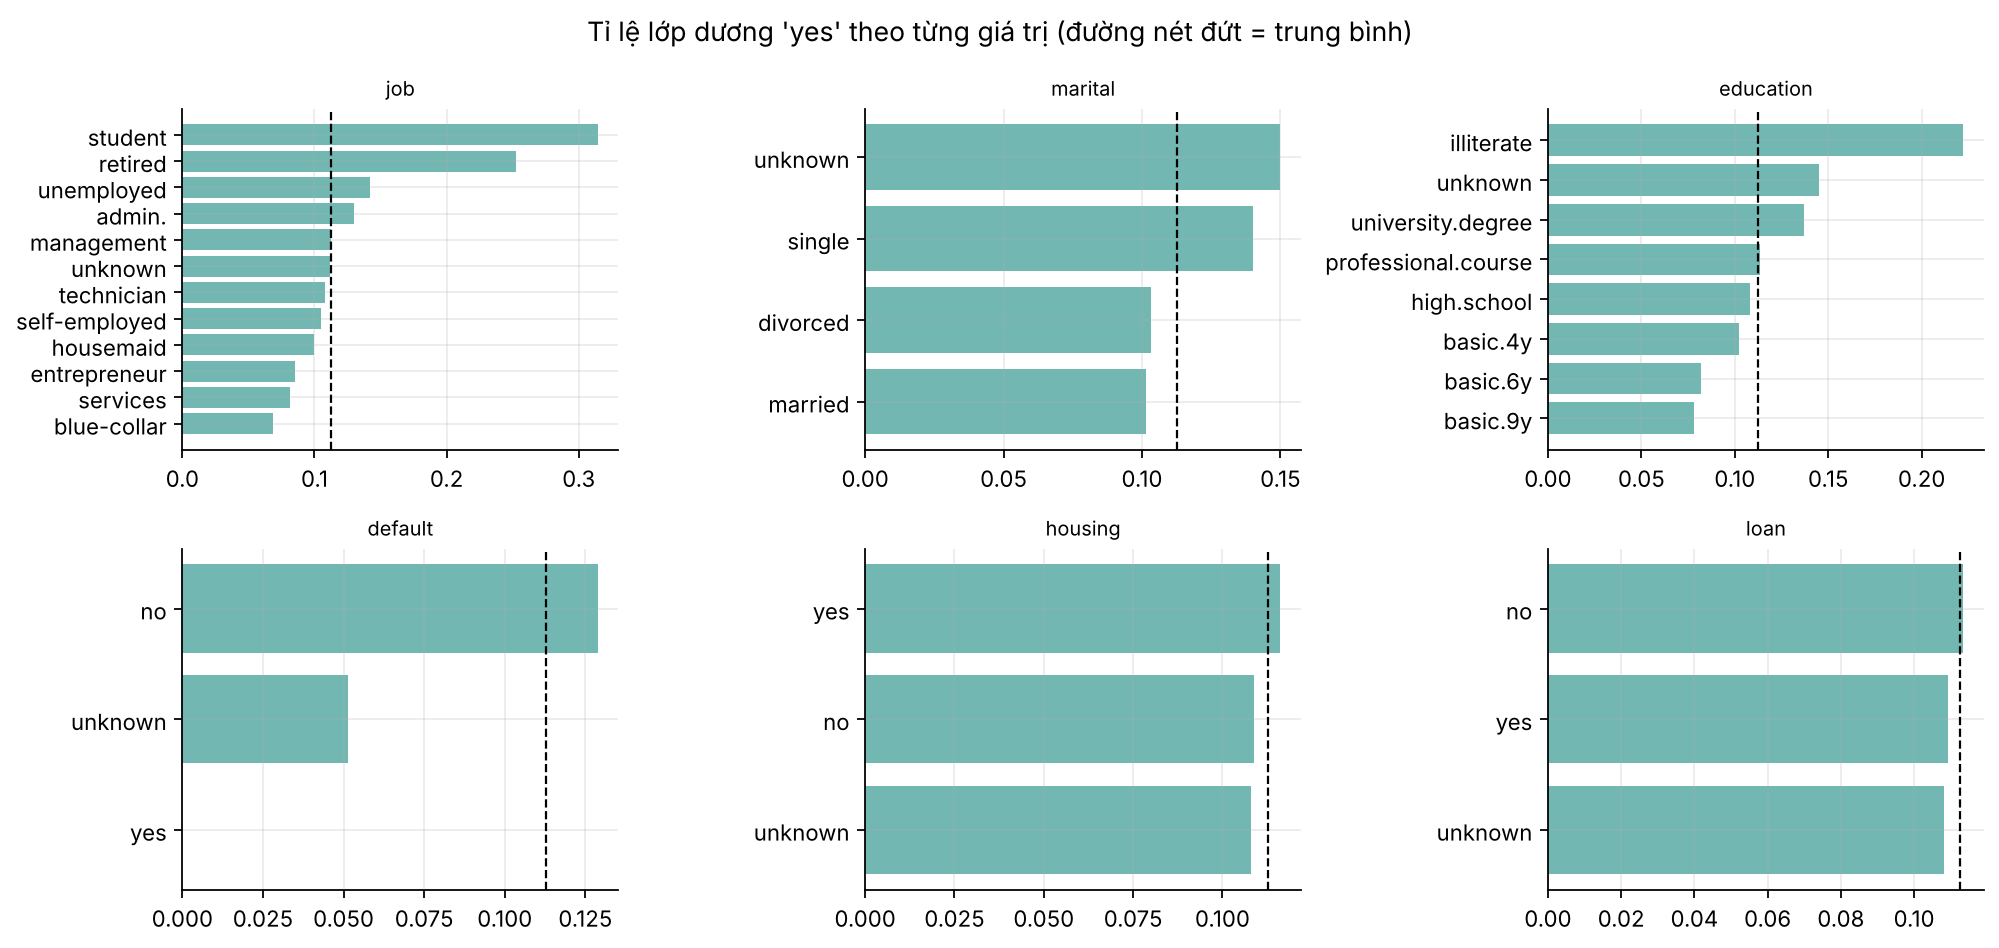 Tỉ lệ lớp dương 'yes' theo từng giá trị (đường nét đứt = trung bình)
job
student
retired
unemployed
admin.
management
unknown
technician
self-employed
housemaid
entrepreneur
services
blue-collar
0.0 0.1 0.2 0.3
marital
unknown
single
divorced
married
0.00 0.05 0.10 0.15
education
illiterate
unknown
university.degree
professional.course
high.school
basic.4y
basic.6y
basic.9y
0.00 0.05 0.10 0.15 0.20
default
no
unknown
yes
0.000 0.025 0.050 0.075 0.100 0.125
housing
yes
no
unknown
0.000 0.025 0.050 0.075 0.100
loan
no
yes
unknown
0.00 0.02 0.04 0.06 0.08 0.10